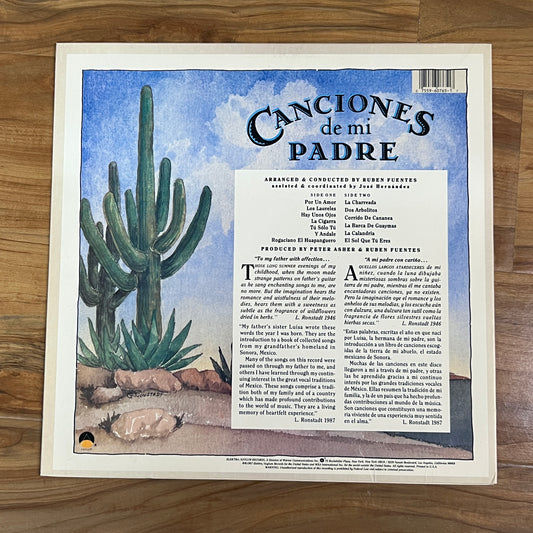 7559-60765-1
CANCIONES
de mi
PADRE
ARRANGED & CONDUCTED BY RUBEN FUENTES
assisted & coordinated by José Hernández
SIDE ONE
Por Un Amor
Los Laureles
Hay Unos Ojos
La Cigarra
Tú Sólo Tú
Y Andale
Rogaciano El Huapanguero
SIDE TWO
La Charreada
Dos Arbolitos
Corrido De Cananea
La Barca De Guaymas
La Calandria
El Sol Que Tú Eres
PRODUCED BY PETER ASHER & RUBEN FUENTES
"To my father with affection...
THOSE LONG SUMMER evenings of my
childhood, when the moon made
strange patterns on father's guitar
as he sang enchanting songs to me, are
no more. But the imagination hears the
romance and wistfulness of their melo-
dies, hears them with a sweetness as
subtle as the fragrance of wildflowers
dried in herbs."
L. Ronstadt 1946
"My father's sister Luisa wrote these
words the year I was born. They are the
introduction to a book of collected songs
from my grandfather's homeland in
Sonora, Mexico.
Many of the songs on this record were
passed on through my father to me, and
others I have learned through my contin-
uing interest in the great vocal traditions
of Mexico. These songs comprise a tradi-
tion both of my family and of a country
which has made profound contributions
to the world of music. They are a living
memory of heartfelt experience."
L. Ronstadt 1987
"A mi padre con cariño...
AQUELLOS LARGOS ATARDECERES de mi
niñez, cuando la luna dibujaba
misteriosas sombras sobre la gui-
tarra de mi padre, mientras él me cantaba
encantadoras canciones, ya no existen.
Pero la imaginación oye el romance y los
anhelos de sus melodías, y los escucha aún
con dulzura, una dulzura tan sutil como la
fragrancia de flores silvestres vueltas
hierbas secas."
L. Ronstadt 1946
"Estas palabras, escritas el año en que nací
por Luisa, la hermana de mi padre, son la
introducción a un libro de canciones escog-
idas de la tierra de mi abuelo, el estado
mexicano de Sonora.
Muchas de las canciones en este disco
llegaron a mi a través de mi padre, y otras
las he aprendido gracias a mi continuo
interés por las grandes tradiciones vocales
de México. Ellas resumen la tradición de mi
familia, y la de un país que ha hecho profun-
das contribuciones al mundo de la música.
Son canciones que constituyen una memo-
ria viviente de una experiencia muy sentida
en el alma."
L. Ronstadt 1987